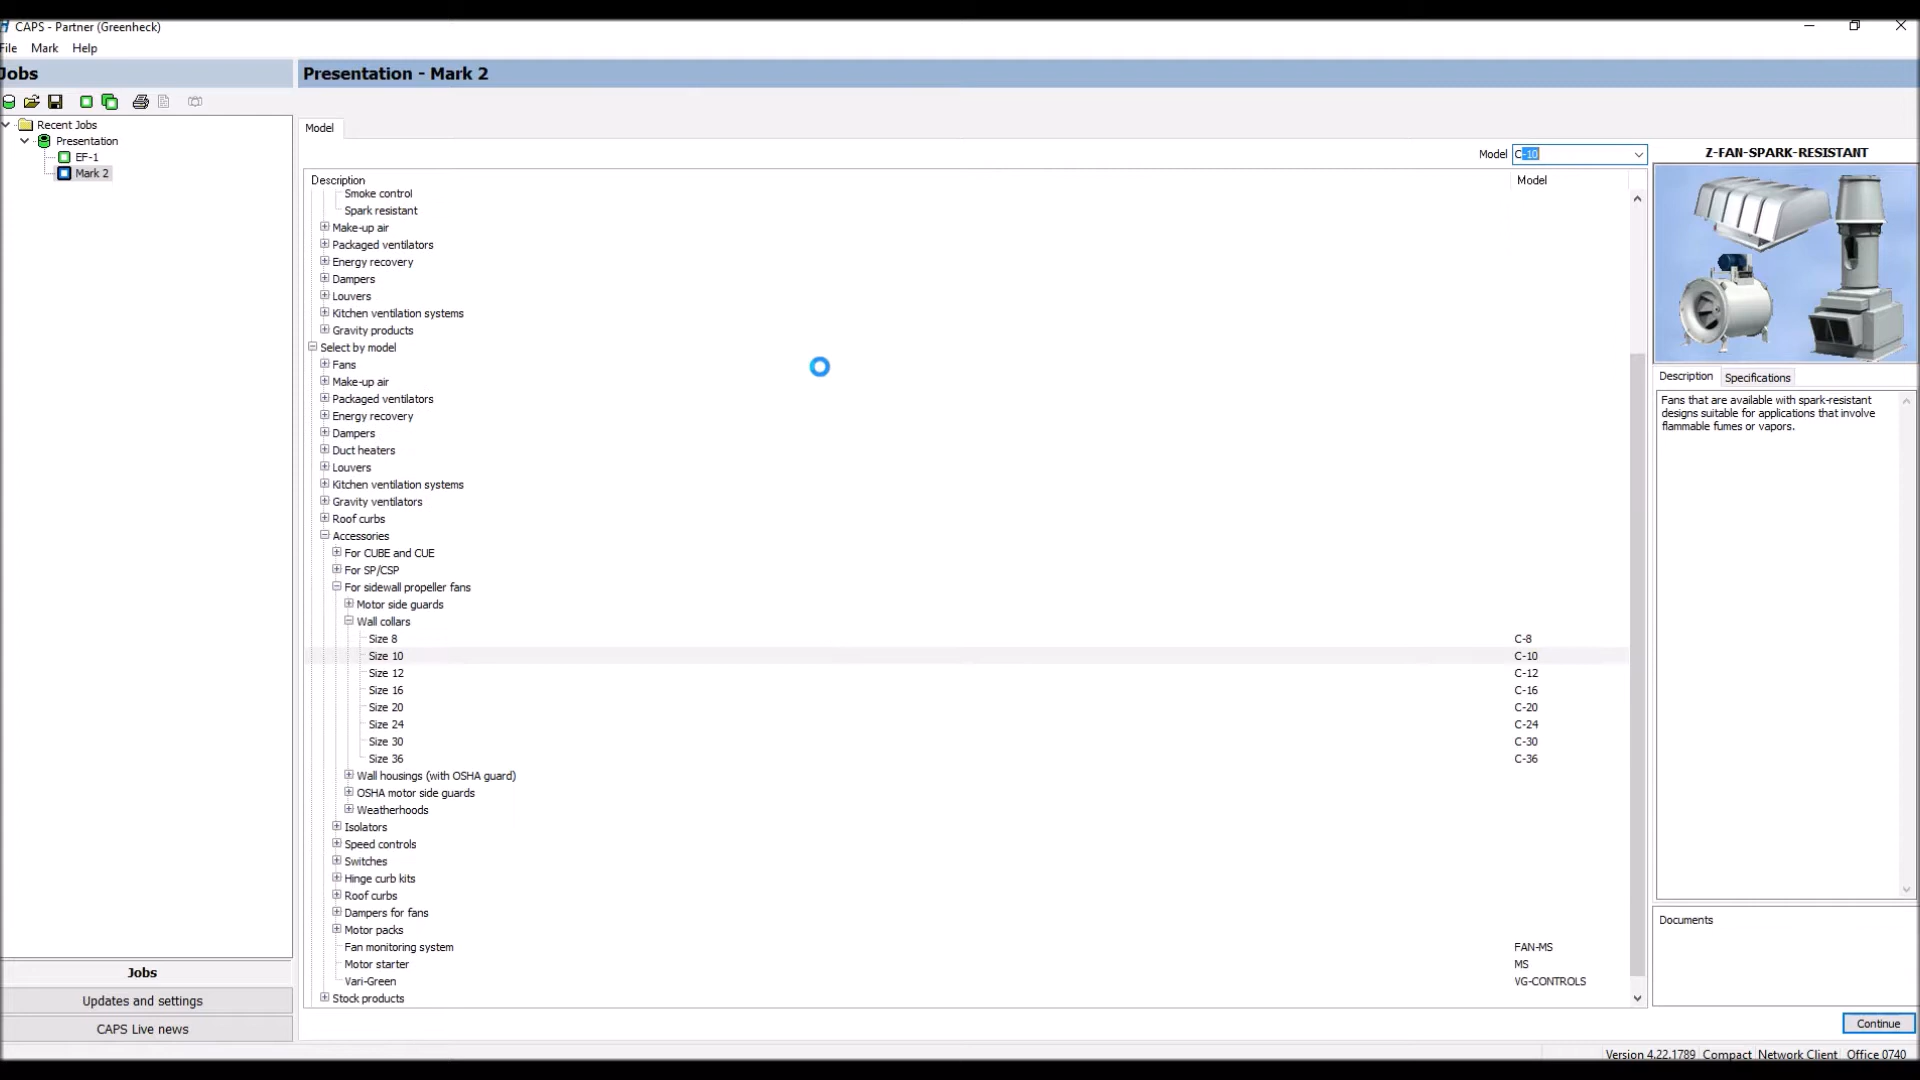 CAPS - Partner (Greenheck)
File Mark Help
Jobs
Presentation - Mark 2
Recent Jobs
Presentation
EF-1
Mark 2
Model
Model C-10
Z-FAN-SPARK-RESISTANT
Description Model
Smoke control
Spark resistant
Make-up air
Packaged ventilators
Energy recovery
Dampers
Louvers
Kitchen ventilation systems
Gravity products
Select by model
Fans
Make-up air
Packaged ventilators
Energy recovery
Dampers
Duct heaters
Louvers
Kitchen ventilation systems
Gravity ventilators
Roof curbs
Accessories
For CUBE and CUE
For SP/CSP
For sidewall propeller fans
Motor side guards
Wall collars
Size 8 C-8
Size 10 C-10
Size 12 C-12
Size 16 C-16
Size 20 C-20
Size 24 C-24
Size 30 C-30
Size 36 C-36
Wall housings (with OSHA guard)
OSHA motor side guards
Weatherhoods
Isolators
Speed controls
Switches
Hinge curb kits
Roof curbs
Dampers for fans
Motor packs
Fan monitoring system FAN-MS
Motor starter MS
Vari-Green VG-CONTROLS
Stock products
Description Specifications
Fans that are available with spark-resistant
designs suitable for applications that involve
flammable fumes or vapors.
Documents
Continue
Jobs
Updates and settings
CAPS Live news
Version 4.22.1789 Compact Network Client Office 0740